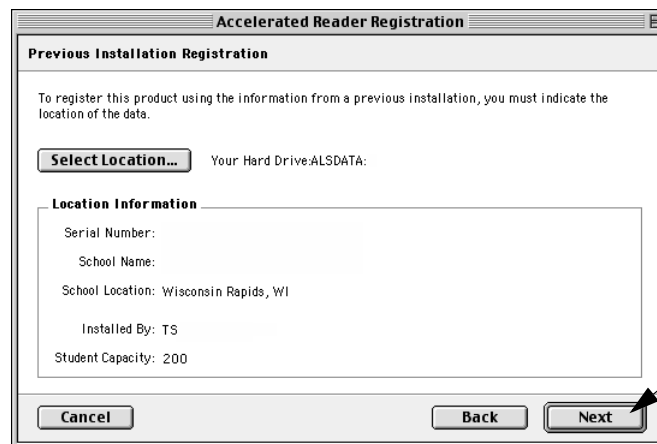 Accelerated Reader Registration
Previous Installation Registration
To register this product using the information from a previous installation, you must indicate the
location of the data.
Select Location... Your Hard Drive:ALSDATA:
Location Information
Serial Number:
School Name:
School Location: Wisconsin Rapids, WI
Installed By: TS
Student Capacity: 200
Cancel Back Next